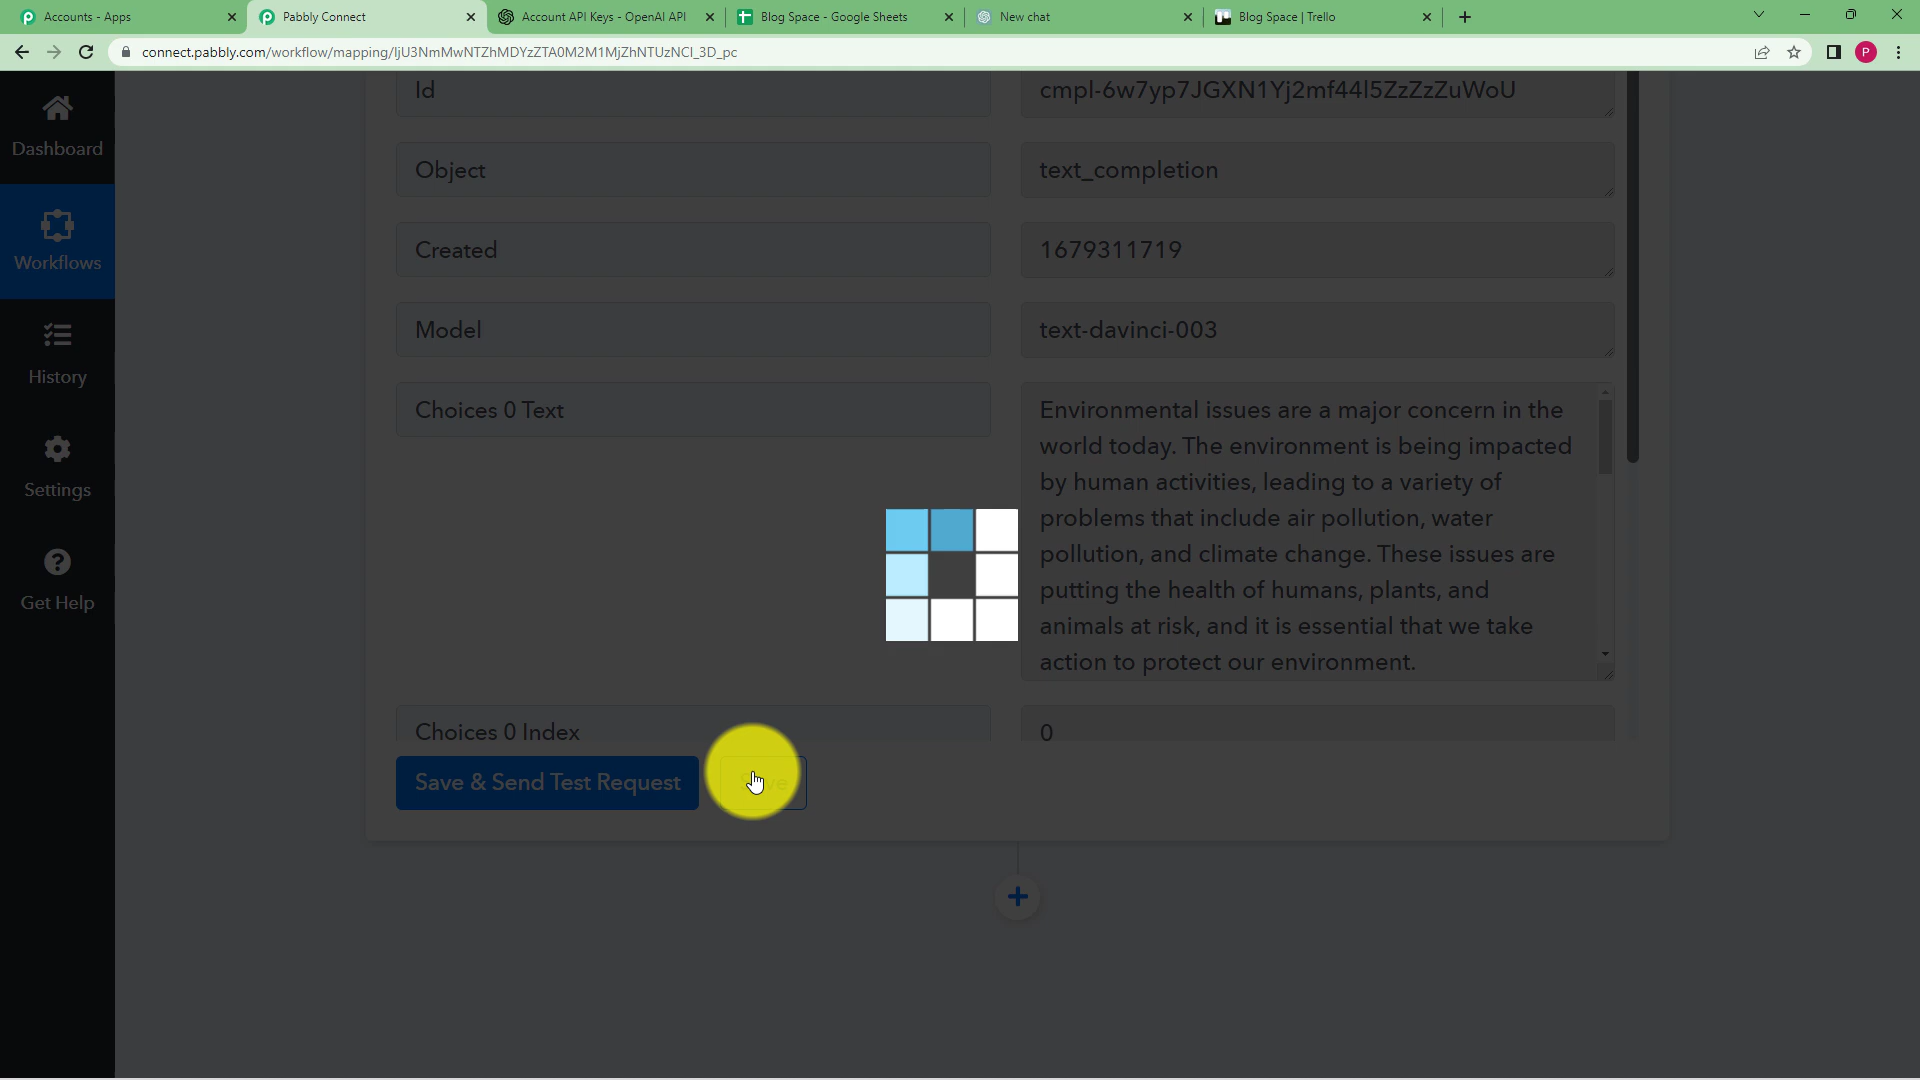 Accounts - Apps
Pabbly Connect
Account API Keys - OpenAI API
Blog Space - Google Sheets
New chat
Blog Space | Trello
connect.pabbly.com/workflow/mapping/IjU3NmMwNTZhMDYzZTA0M2M1MjZhNTUzNCI_3D_pc
P
Dashboard
Workflows
History
Settings
Get Help
Id
cmpl-6w7yp7JGXN1Yj2mf44l5ZzZzZuWoU
Object
text_completion
Created
1679311719
Model
text-davinci-003
Choices 0 Text
Environmental issues are a major concern in the
world today. The environment is being impacted
by human activities, leading to a variety of
problems that include air pollution, water
pollution, and climate change. These issues are
putting the health of humans, plants, and
animals at risk, and it is essential that we take
action to protect our environment.
Choices 0 Index
0
Save & Send Test Request